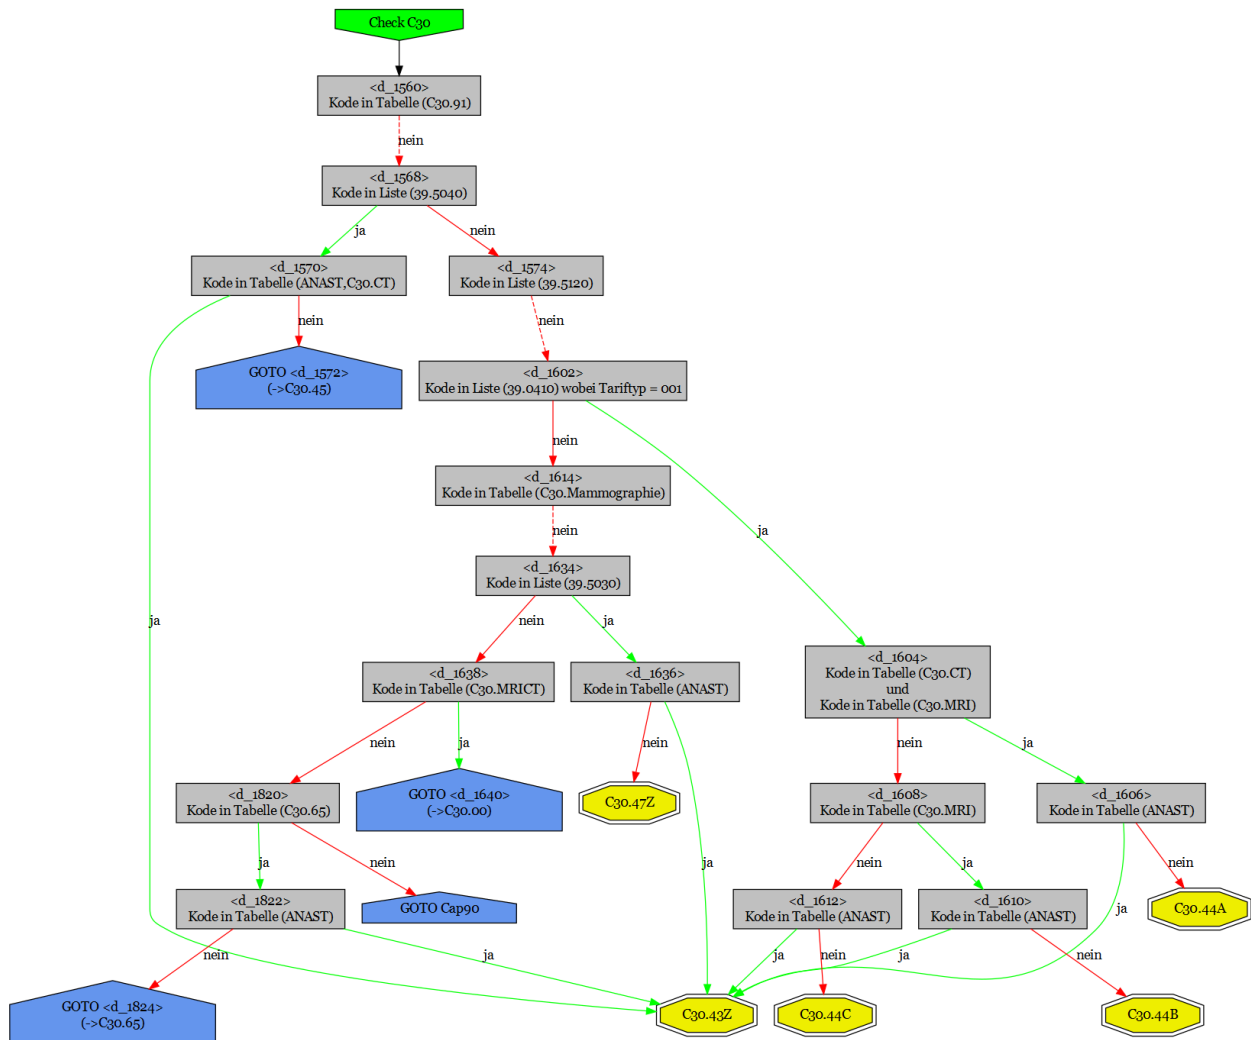 Check C30
<d_1560>
Kode in Tabelle (C30.91)
nein
<d_1568>
Kode in Liste (39.5040)
ja
nein
<d_1570>
Kode in Tabelle (ANAST,C30.CT)
<d_1574>
Kode in Liste (39.5120)
nein
nein
GOTO <d_1572>
(->C30.45)
<d_1602>
Kode in Liste (39.0410) wobei Tariftyp = 001
nein
<d_1614>
Kode in Tabelle (C30.Mammographie)
nein
ja
<d_1634>
Kode in Liste (39.5030)
ja
nein
ja
<d_1638>
Kode in Tabelle (C30.MRICT)
<d_1636>
Kode in Tabelle (ANAST)
<d_1604>
Kode in Tabelle (C30.CT)
und
Kode in Tabelle (C30.MRI)
nein
ja
nein
nein
ja
<d_1820>
Kode in Tabelle (C30.65)
GOTO <d_1640>
(->C30.00)
C30.47Z
<d_1608>
Kode in Tabelle (C30.MRI)
<d_1606>
Kode in Tabelle (ANAST)
ja
nein
ja
nein
ja
nein
<d_1822>
Kode in Tabelle (ANAST)
GOTO Cap90
<d_1612>
Kode in Tabelle (ANAST)
<d_1610>
Kode in Tabelle (ANAST)
C30.44A
ja
nein
ja
ja
nein
ja
nein
GOTO <d_1824>
(->C30.65)
C30.43Z
C30.44C
C30.44B